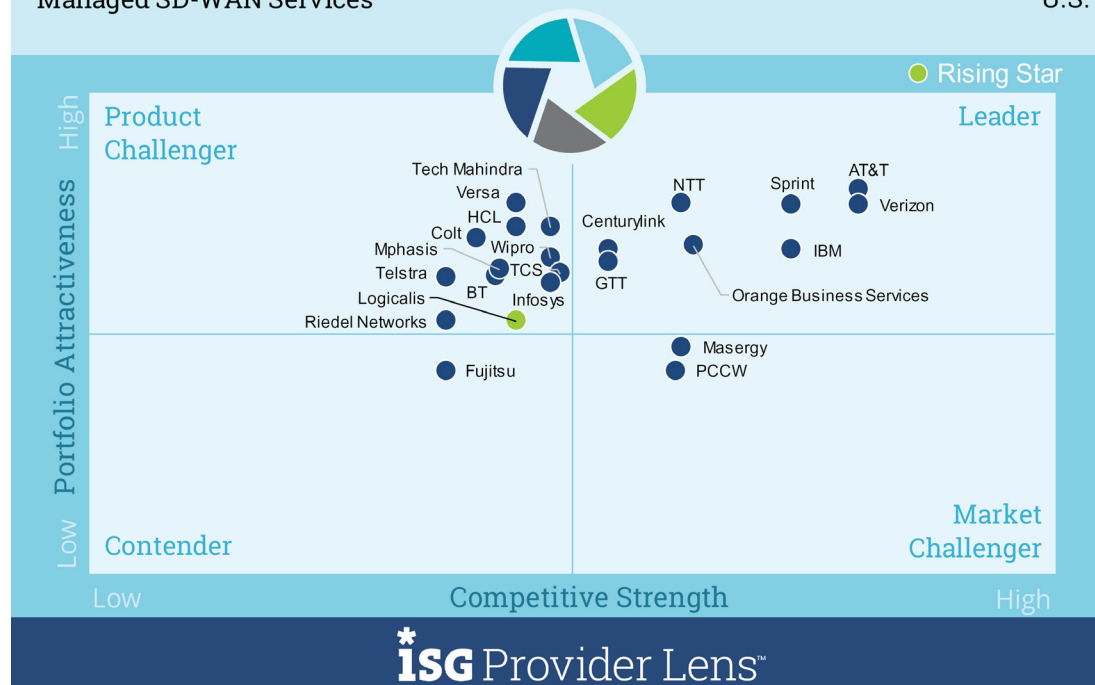 Managed SD-WAN Services
U.S.
Rising Star
High
Product
Challenger
Leader
Tech Mahindra
Versa
HCL
Colt
Mphasis
Wipro
Telstra
TCS
BT
Logicalis
Infosys
Riedel Networks
Fujitsu
NTT
Centurylink
GTT
Sprint
AT&T
Verizon
IBM
Orange Business Services
Masergy
PCCW
Portfolio Attractiveness
Low
Contender
Market
Challenger
Low
Competitive Strength
High
*ISG Provider Lens™